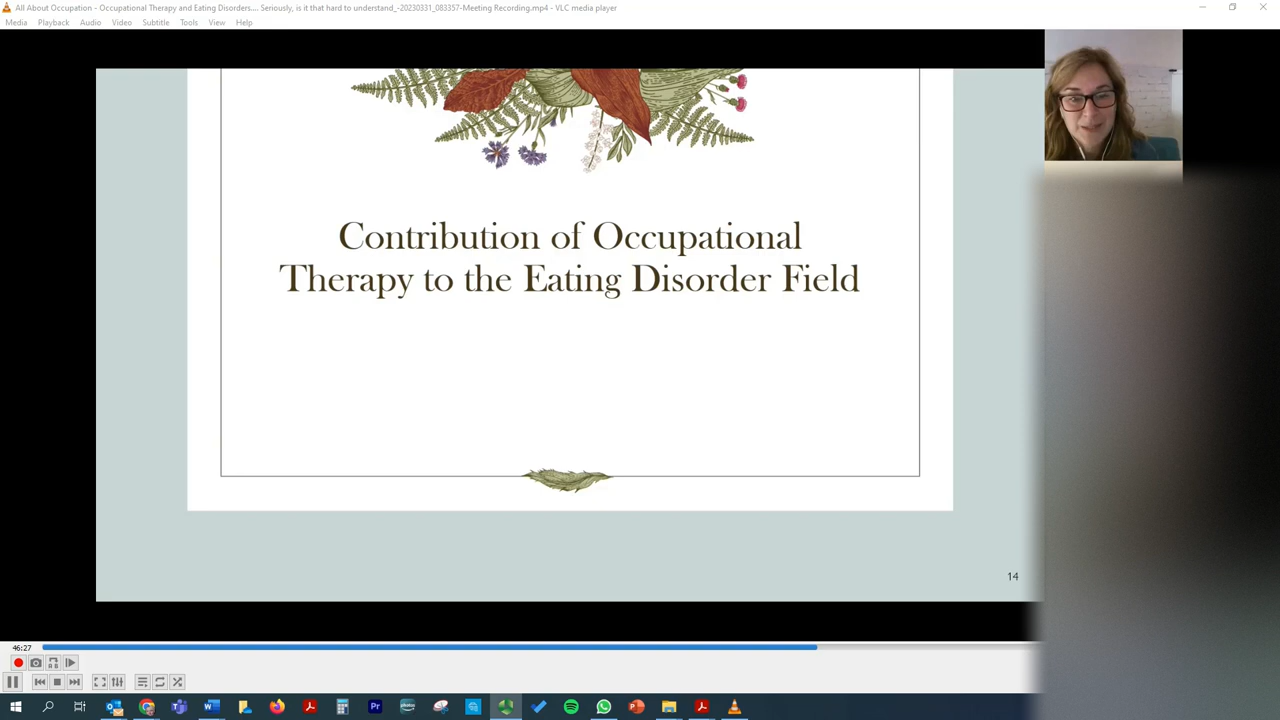 All About Occupation - Occupational Therapy and Eating Disorders.... Seriously, is it that hard to understand_-20230331_083357-Meeting Recording.mp4 - VLC media player
Media Playback Audio Video Subtitle Tools View Help
Contribution of Occupational
Therapy to the Eating Disorder Field
14
46:27